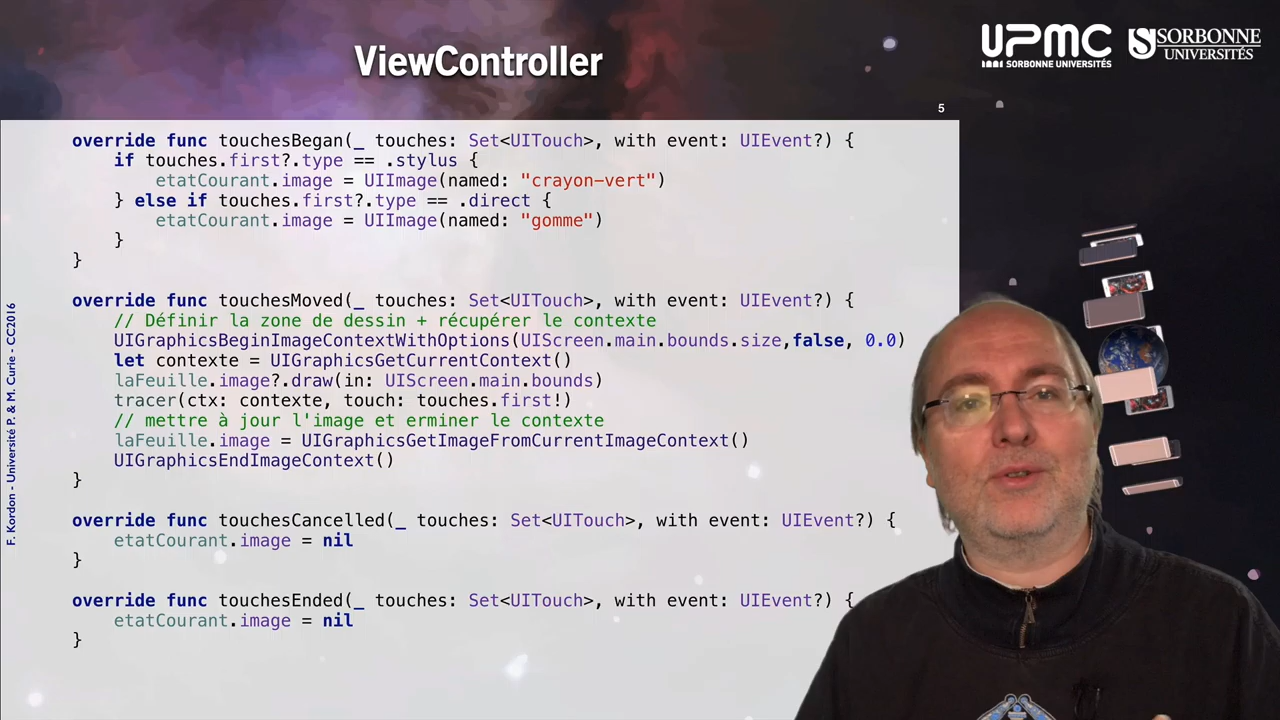 ViewController
UPMC
SORBONNE UNIVERSITÉS
SORBONNE
UNIVERSITÉS
5
override func touchesBegan(_ touches: Set<UITouch>, with event: UIEvent?) {
if touches.first?.type == .stylus {
etatCourant.image = UIImage(named: "crayon-vert")
} else if touches.first?.type == .direct {
etatCourant.image = UIImage(named: "gomme")
}
}
override func touchesMoved(_ touches: Set<UITouch>, with event: UIEvent?) {
// Définir la zone de dessin + récupérer le contexte
UIGraphicsBeginImageContextWithOptions(UIScreen.main.bounds.size,false, 0.0)
let contexte = UIGraphicsGetCurrentContext()
laFeuille.image?.draw(in: UIScreen.main.bounds)
tracer(ctx: contexte, touch: touches.first!)
// mettre à jour l'image et erminer le contexte
laFeuille.image = UIGraphicsGetImageFromCurrentImageContext()
UIGraphicsEndImageContext()
}
override func touchesCancelled(_ touches: Set<UITouch>, with event: UIEvent?) {
etatCourant.image = nil
}
override func touchesEnded(_ touches: Set<UITouch>, with event: UIEvent?) {
etatCourant.image = nil
}
F. Kordon - Université P. & M. Curie - CC2016